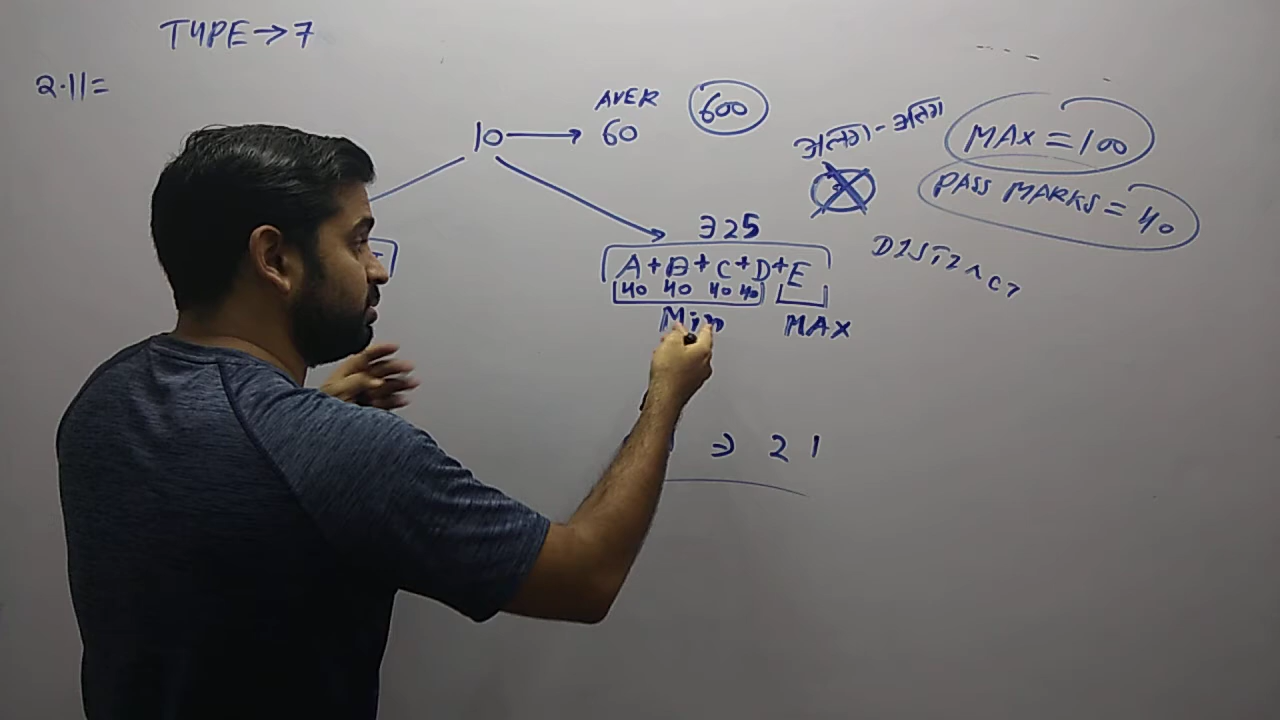 TYPE→7
2.11=
AVER
600
10→60
अलग-अलग
MAX=100
PASS MARKS=40
325
A+B+C+D+E
40 40 40 40
Min MAX
⇒ 21